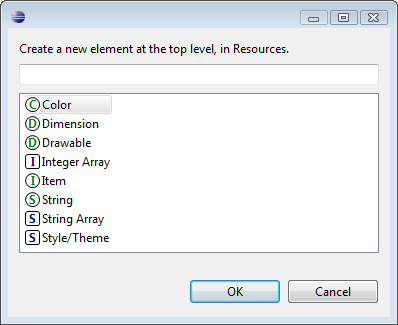 Create a new element at the top level, in Resources.
C Color
D Dimension
D Drawable
I Integer Array
I Item
S String
S String Array
S Style/Theme
OK Cancel